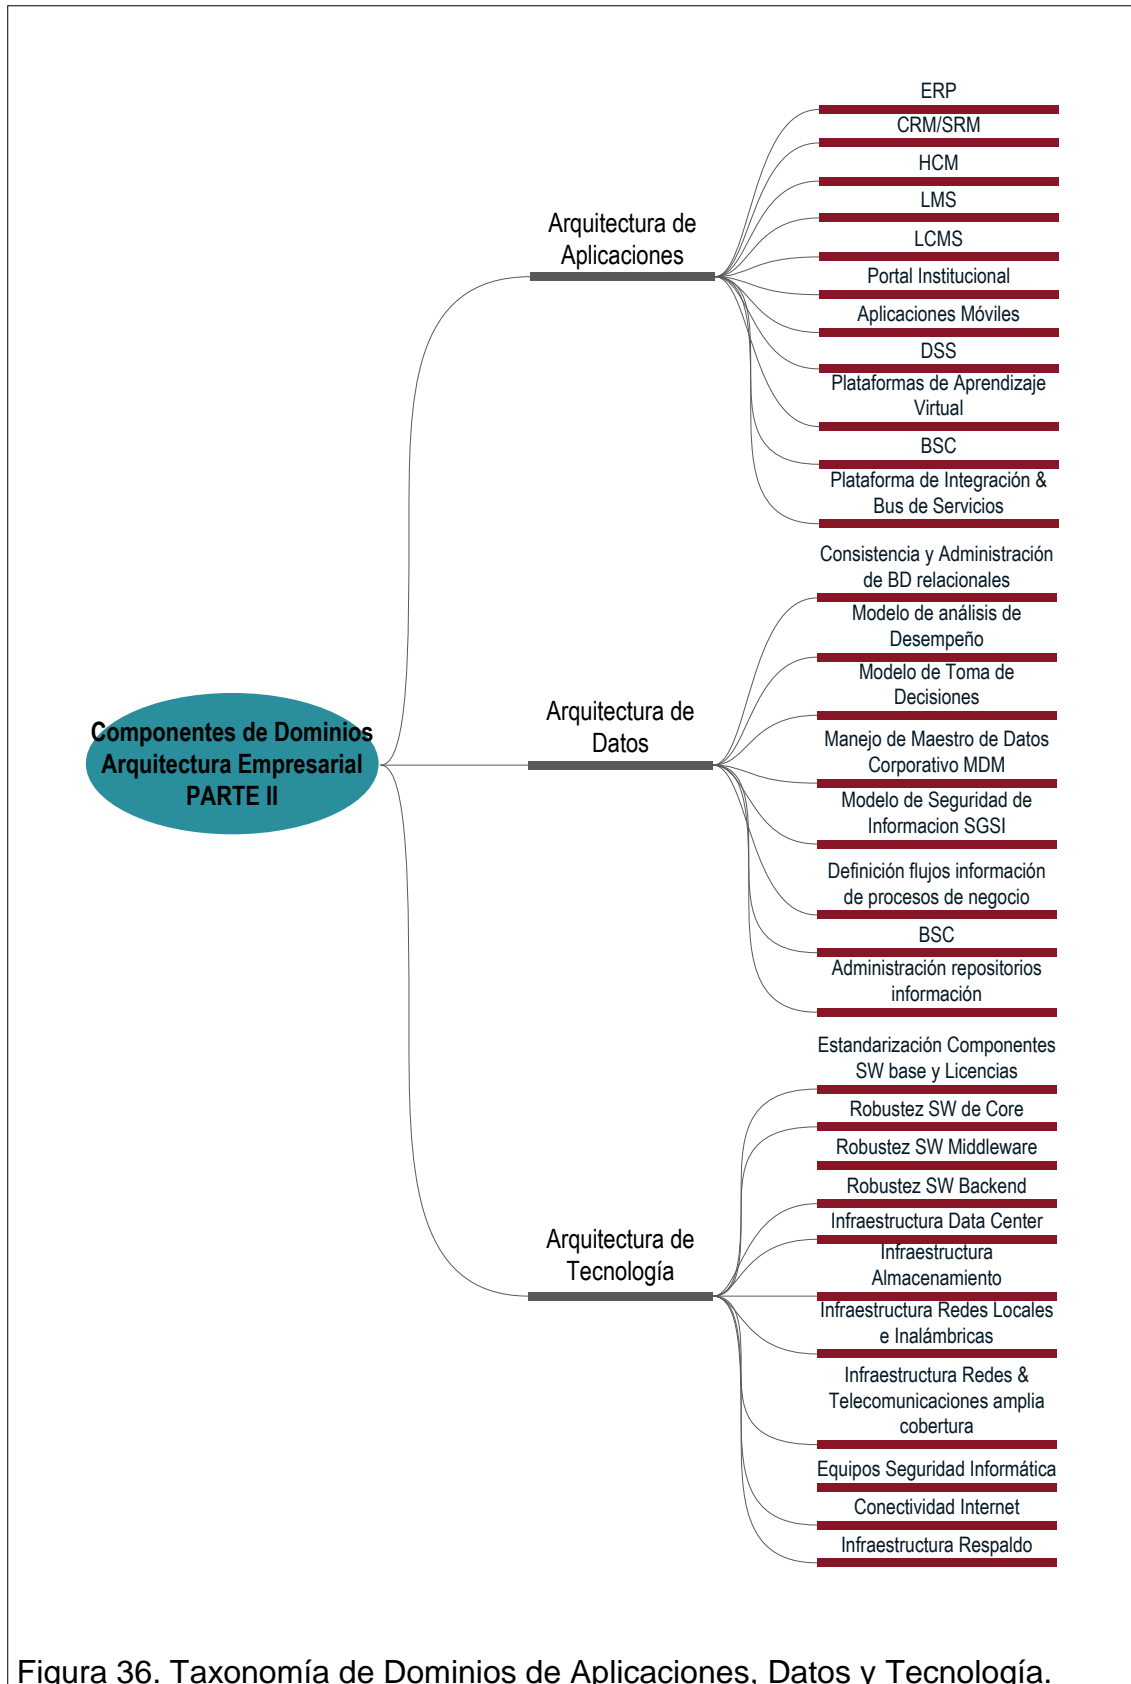 ERP
CRM/SRM
HCM
LMS
LCMS
Portal Institucional
Aplicaciones Móviles
DSS
Plataformas de Aprendizaje
Virtual
BSC
Plataforma de Integración &
Bus de Servicios
Arquitectura de
Aplicaciones
Consistencia y Administración
de BD relacionales
Modelo de análisis de
Desempeño
Modelo de Toma de
Decisiones
Manejo de Maestro de Datos
Corporativo MDM
Modelo de Seguridad de
Informacion SGSI
Definición flujos información
de procesos de negocio
BSC
Administración repositorios
información
Arquitectura de
Datos
Componentes de Dominios
Arquitectura Empresarial
PARTE II
Estandarización Componentes
SW base y Licencias
Robustez SW de Core
Robustez SW Middleware
Robustez SW Backend
Infraestructura Data Center
Infraestructura
Almacenamiento
Infraestructura Redes Locales
e Inalámbricas
Infraestructura Redes &
Telecomunicaciones amplia
cobertura
Equipos Seguridad Informática
Conectividad Internet
Infraestructura Respaldo
Arquitectura de
Tecnología
Figura 36. Taxonomía de Dominios de Aplicaciones, Datos y Tecnología.